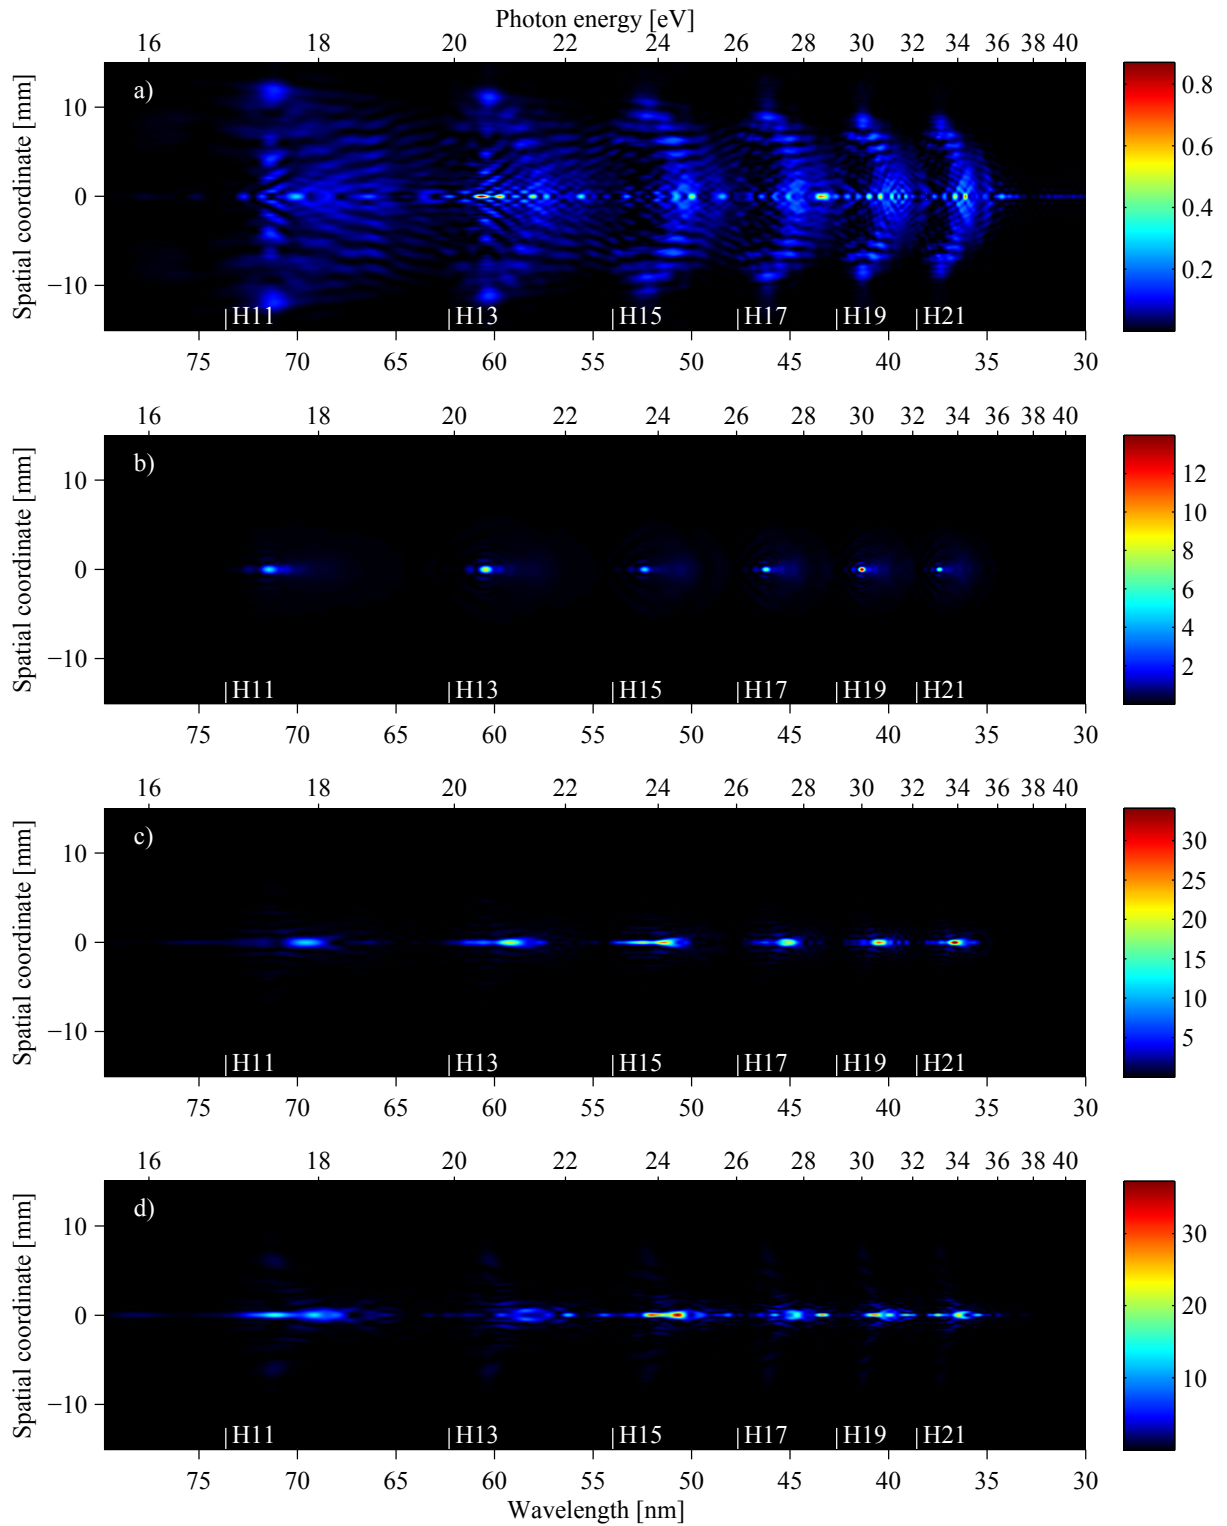 Photon energy [eV]
16 18 20 22 24 26 28 30 32 34 36 38 40
a)
Spatial coordinate [mm]
10
0
−10
H11 H13 H15 H17 H19 H21
75 70 65 60 55 50 45 40 35 30
0.8
0.6
0.4
0.2
16 18 20 22 24 26 28 30 32 34 36 38 40
b)
Spatial coordinate [mm]
10
0
−10
H11 H13 H15 H17 H19 H21
75 70 65 60 55 50 45 40 35 30
12
10
8
6
4
2
16 18 20 22 24 26 28 30 32 34 36 38 40
c)
Spatial coordinate [mm]
10
0
−10
H11 H13 H15 H17 H19 H21
75 70 65 60 55 50 45 40 35 30
30
25
20
15
10
5
16 18 20 22 24 26 28 30 32 34 36 38 40
d)
Spatial coordinate [mm]
10
0
−10
H11 H13 H15 H17 H19 H21
75 70 65 60 55 50 45 40 35 30
Wavelength [nm]
30
20
10